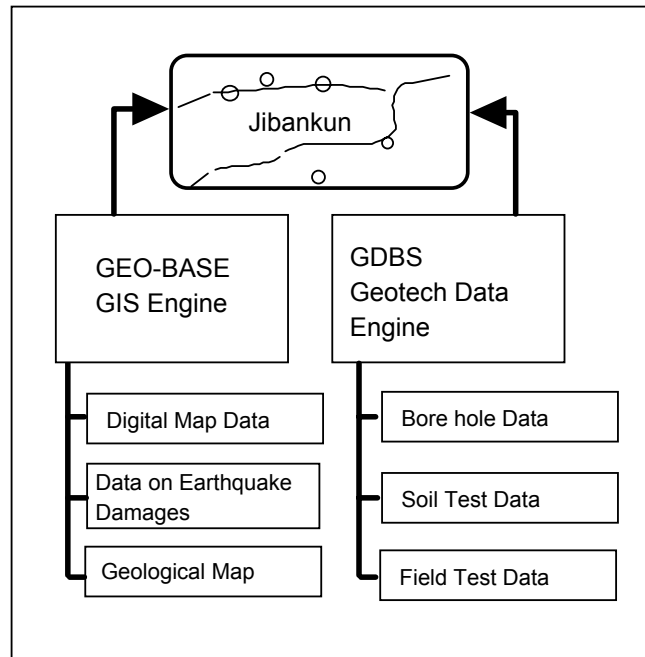 Jibankun
GEO-BASE
GIS Engine
Digital Map Data
Data on Earthquake
Damages
Geological Map
GDBS
Geotech Data
Engine
Bore hole Data
Soil Test Data
Field Test Data